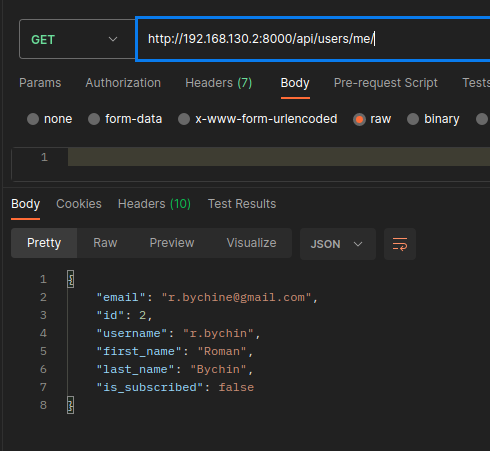 GET http://192.168.130.2:8000/api/users/me/
Params Authorization Headers (7) Body Pre-request Script Tests
none form-data x-www-form-urlencoded raw binary
1
Body Cookies Headers (10) Test Results
Pretty Raw Preview Visualize JSON
1 {
2 "email": "r.bychine@gmail.com",
3 "id": 2,
4 "username": "r.bychin",
5 "first_name": "Roman",
6 "last_name": "Bychin",
7 "is_subscribed": false
8 }